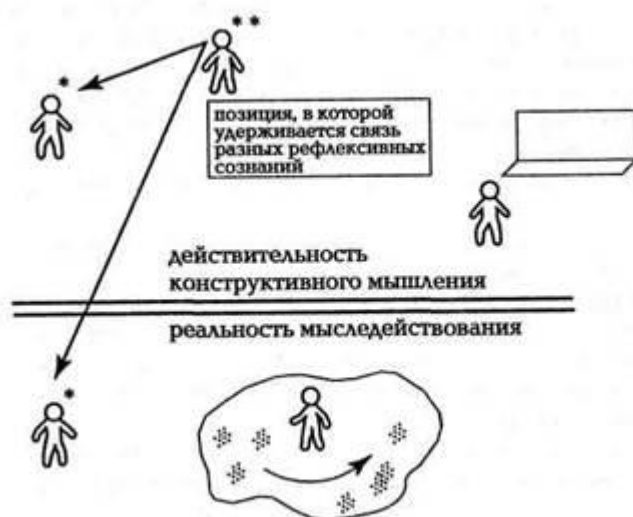 * *
*
позиция, в которой
удерживается связь
разных рефлексивных
сознаний
действительность
конструктивного мышления
реальность мыследействования
*